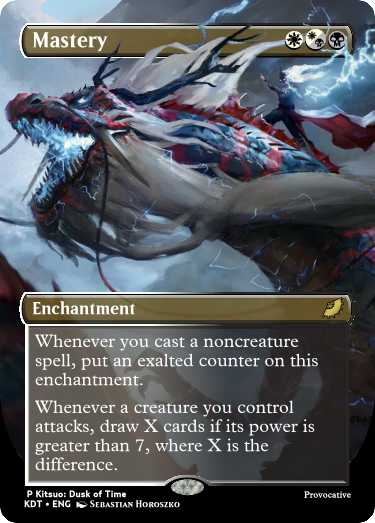 Mastery
Enchantment
Whenever you cast a noncreature
spell, put an exalted counter on this
enchantment.
Whenever a creature you control
attacks, draw X cards if its power is
greater than 7, where X is the
difference.
P Kitsuo: Dusk of Time
KDT • ENG Sebastian Horoszko
Provocative